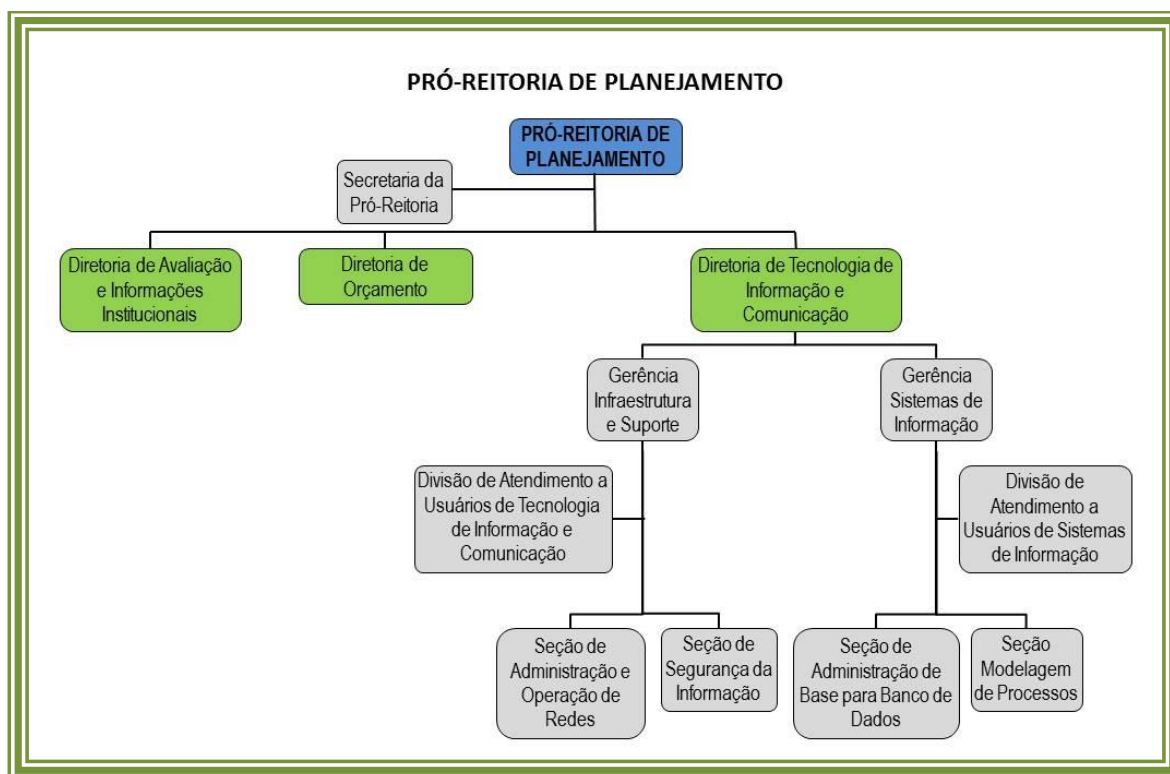 PRÓ-REITORIA DE PLANEJAMENTO
PRÓ-REITORIA DE
PLANEJAMENTO
Secretaria da
Pró-Reitoria
Diretoria de Avaliação
e Informações
Institucionais
Diretoria de
Orçamento
Diretoria de Tecnologia de
Informação e
Comunicação
Gerência
Infraestrutura
e Suporte
Gerência
Sistemas de
Informação
Divisão de Atendimento a
Usuários de Tecnologia
de Informação e
Comunicação
Divisão de
Atendimento a
Usuários de Sistemas
de Informação
Seção de
Administração e
Operação de
Redes
Seção de
Segurança da
Informação
Seção de
Administração de
Base para Banco de
Dados
Seção
Modelagem
de Processos